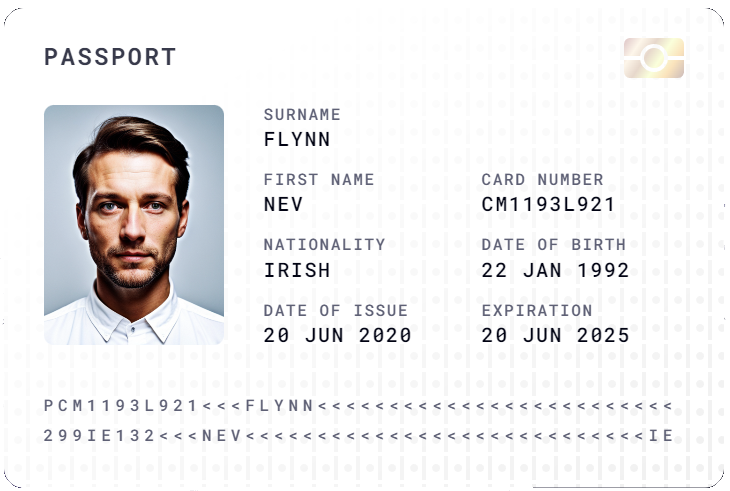 PASSPORT
SURNAME
FLYNN
FIRST NAME
NEV
CARD NUMBER
CM1193L921
NATIONALITY
IRISH
DATE OF BIRTH
22 JAN 1992
DATE OF ISSUE
20 JUN 2020
EXPIRATION
20 JUN 2025
PCM1193L921<<<FLYNN<<<<<<<<<<<<<<<<<<<<<<<<<
299IE132<<<NEV<<<<<<<<<<<<<<<<<<<<<<<<<<<<IE